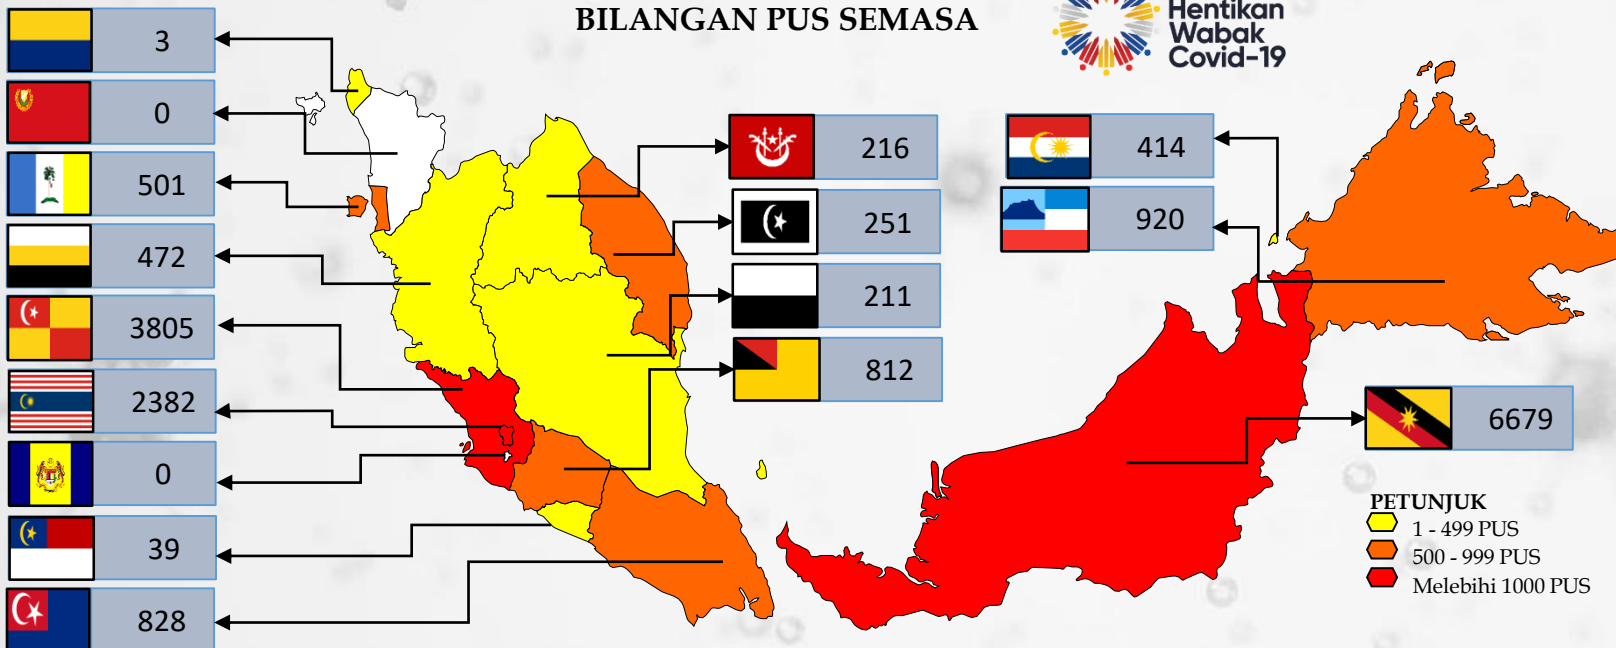 BILANGAN PUS SEMASA
Hentikan
Wabak
Covid-19
3
0
501
472
3805
2382
0
39
828
216
251
211
812
414
920
6679
PETUNJUK
1 - 499 PUS
500 - 999 PUS
Melebihi 1000 PUS